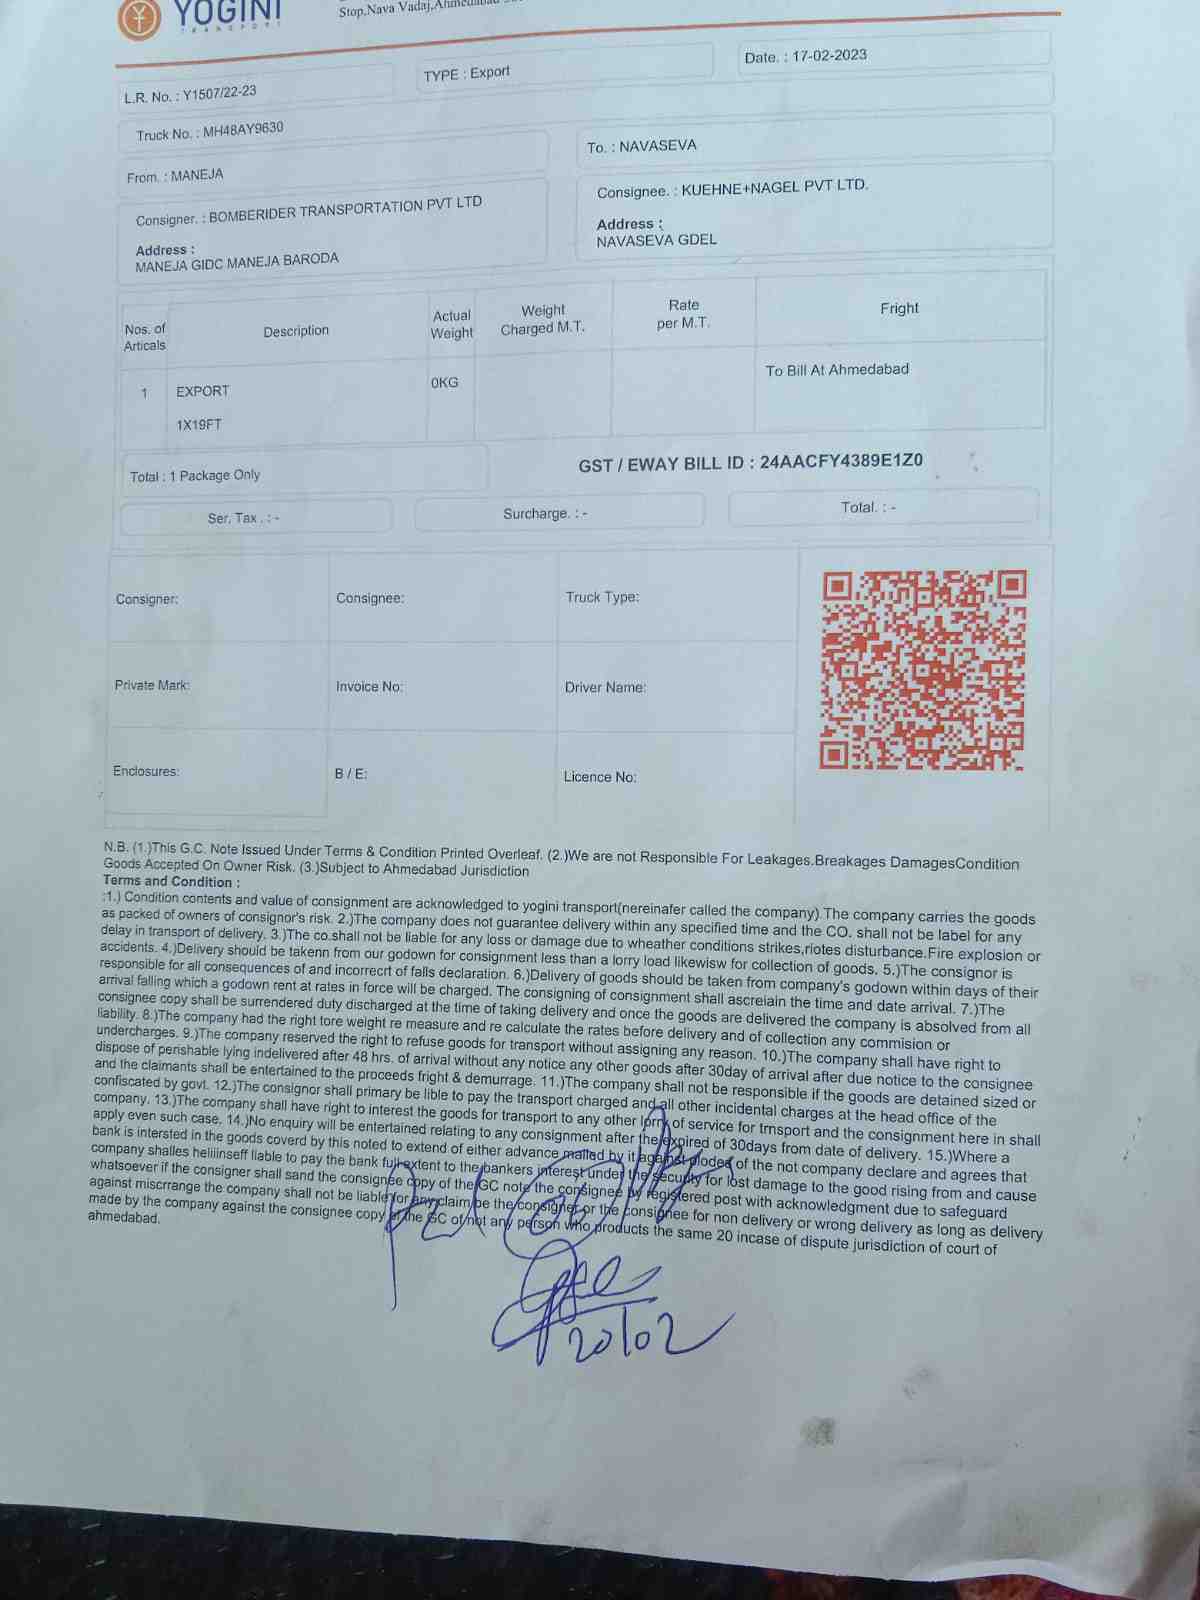 YOGINI
TRANSPORT
Stop,Nava Vadaj,Ahmedabad
L.R. No. : Y1507/22-23
TYPE : Export
Date. : 17-02-2023
Truck No. : MH48AY9630
From. : MANEJA
To. : NAVASEVA
Consigner. : BOMBERIDER TRANSPORTATION PVT LTD
Address :
MANEJA GIDC MANEJA BARODA
Consignee. : KUEHNE+NAGEL PVT LTD.
Address :
NAVASEVA GDEL
Nos. of
Articals
Description
Actual
Weight
Weight
Charged M.T.
Rate
per M.T.
Fright
1
EXPORT
1X19FT
0KG
To Bill At Ahmedabad
Total : 1 Package Only
GST / EWAY BILL ID : 24AACFY4389E1Z0
Ser. Tax . : -
Surcharge. : -
Total. : -
Consigner:
Consignee:
Truck Type:
Private Mark:
Invoice No:
Driver Name:
Enclosures:
B / E:
Licence No:
N.B. (1.)This G.C. Note Issued Under Terms & Condition Printed Overleaf. (2.)We are not Responsible For Leakages.Breakages DamagesCondition
Goods Accepted On Owner Risk. (3.)Subject to Ahmedabad Jurisdiction
Terms and Condition :
:1.) Condition contents and value of consignment are acknowledged to yogini transport(nereinafer called the company).The company carries the goods
as packed of owners of consignor's risk. 2.)The company does not guarantee delivery within any specified time and the CO. shall not be label for any
delay in transport of delivery. 3.)The co.shall not be liable for any loss or damage due to wheather conditions strikes,riotes disturbance.Fire explosion or
accidents. 4.)Delivery should be takenn from our godown for consignment less than a lorry load likewisw for collection of goods. 5.)The consignor is
responsible for all consequences of and incorrecrt of falls declaration. 6.)Delivery of goods should be taken from company's godown within days of their
arrival falling which a godown rent at rates in force will be charged. The consigning of consignment shall ascreiain the time and date arrival. 7.)The
consignee copy shall be surrendered duty discharged at the time of taking delivery and once the goods are delivered the company is absolved from all
liability. 8.)The company had the right tore weight re measure and re calculate the rates before delivery and of collection any commision or
undercharges. 9.)The company reserved the right to refuse goods for transport without assigning any reason. 10.)The company shall have right to
dispose of perishable lying indelivered after 48 hrs. of arrival without any notice any other goods after 30day of arrival after due notice to the consignee
and the claimants shall be entertained to the proceeds fright & demurrage. 11.)The company shall not be responsible if the goods are detained sized or
confiscated by govt. 12.)The consignor shall primary be lible to pay the transport charged and all other incidental charges at the head office of the
company. 13.)The company shall have right to interest the goods for transport to any other lorry of service for trnsport and the consignment here in shall
apply even such case. 14.)No enquiry will be entertained relating to any consignment after the expired of 30days from date of delivery. 15.)Where a
bank is intersted in the goods coverd by this noted to extend of either advance mailed by it against plodes of the not company declare and agrees that
company shalles heliiinseff liable to pay the bank full extent to the bankers interest under the security for lost damage to the good rising from and cause
whatsoever if the consigner shall sand the consignee copy of the GC note the consignee by registered post with acknowledgment due to safeguard
against miscrrange the company shall not be liable for any claim be the consigner or the consignee for non delivery or wrong delivery as long as delivery
made by the company against the consignee copy of the GC of not any person who products the same 20 incase of dispute jurisdiction of court of
ahmedabad.
20/02